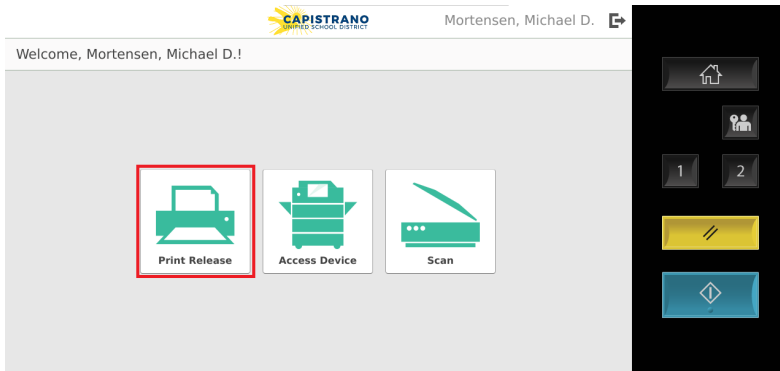 CAPISTRANO
UNIFIED SCHOOL DISTRICT
Mortensen, Michael D.
Welcome, Mortensen, Michael D.!
Print Release
Access Device
Scan
1
2